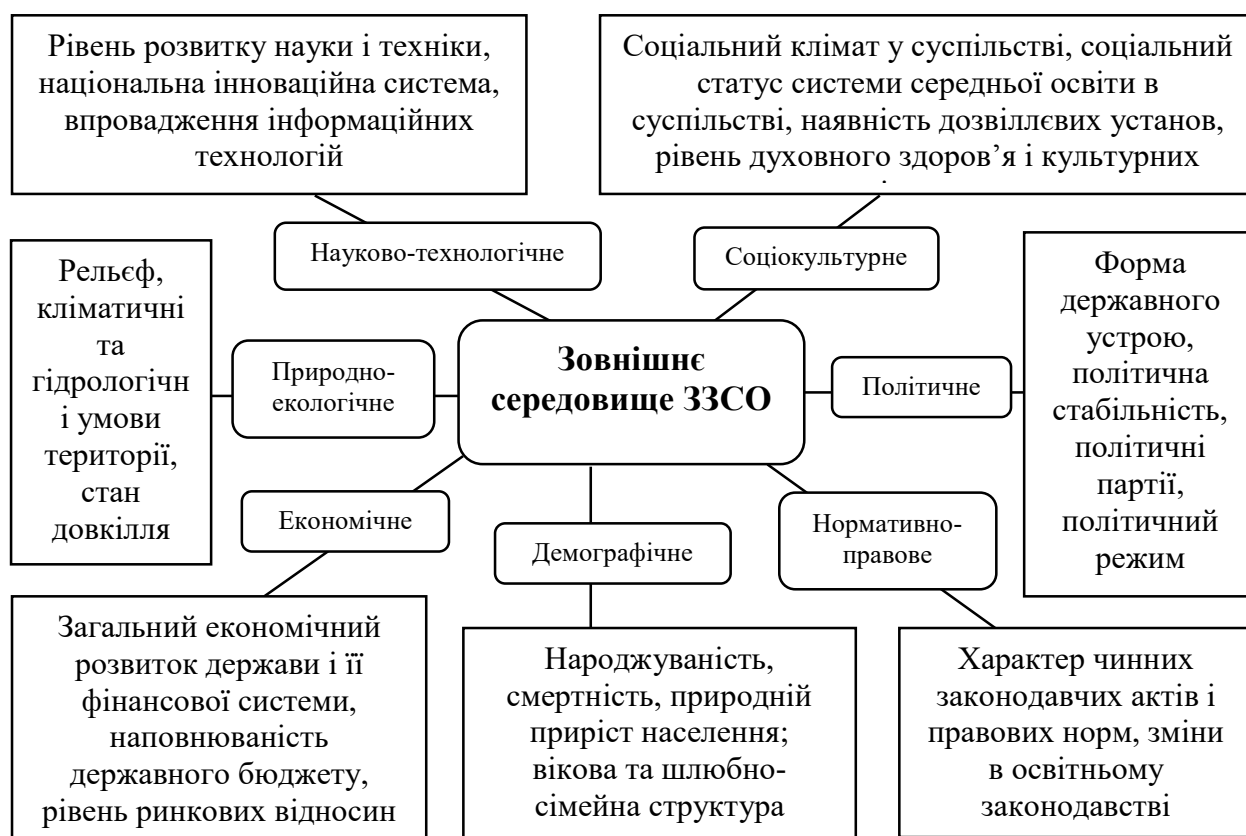 Рівень розвитку науки і техніки,
національна інноваційна система,
впровадження інформаційних
технологій
Соціальний клімат у суспільстві, соціальний
статус системи середньої освіти в
суспільстві, наявність дозвіллєвих установ,
рівень духовного здоров’я і культурних
Науково-технологічне
Соціокультурне
Рельєф,
кліматичні
та
гідрологічн
і умови
території,
стан
довкілля
Природно-
екологічне
Зовнішнє
середовище ЗЗСО
Політичне
Форма
державного
устрою,
політична
стабільність,
політичні
партії,
політичний
режим
Економічне
Демографічне
Нормативно-
правове
Загальний економічний
розвиток держави і її
фінансової системи,
наповнюваність
державного бюджету,
рівень ринкових відносин
Народжуваність,
смертність, природній
приріст населення;
вікова та шлюбно-
сімейна структура
Характер чинних
законодавчих актів і
правових норм, зміни
в освітньому
законодавстві